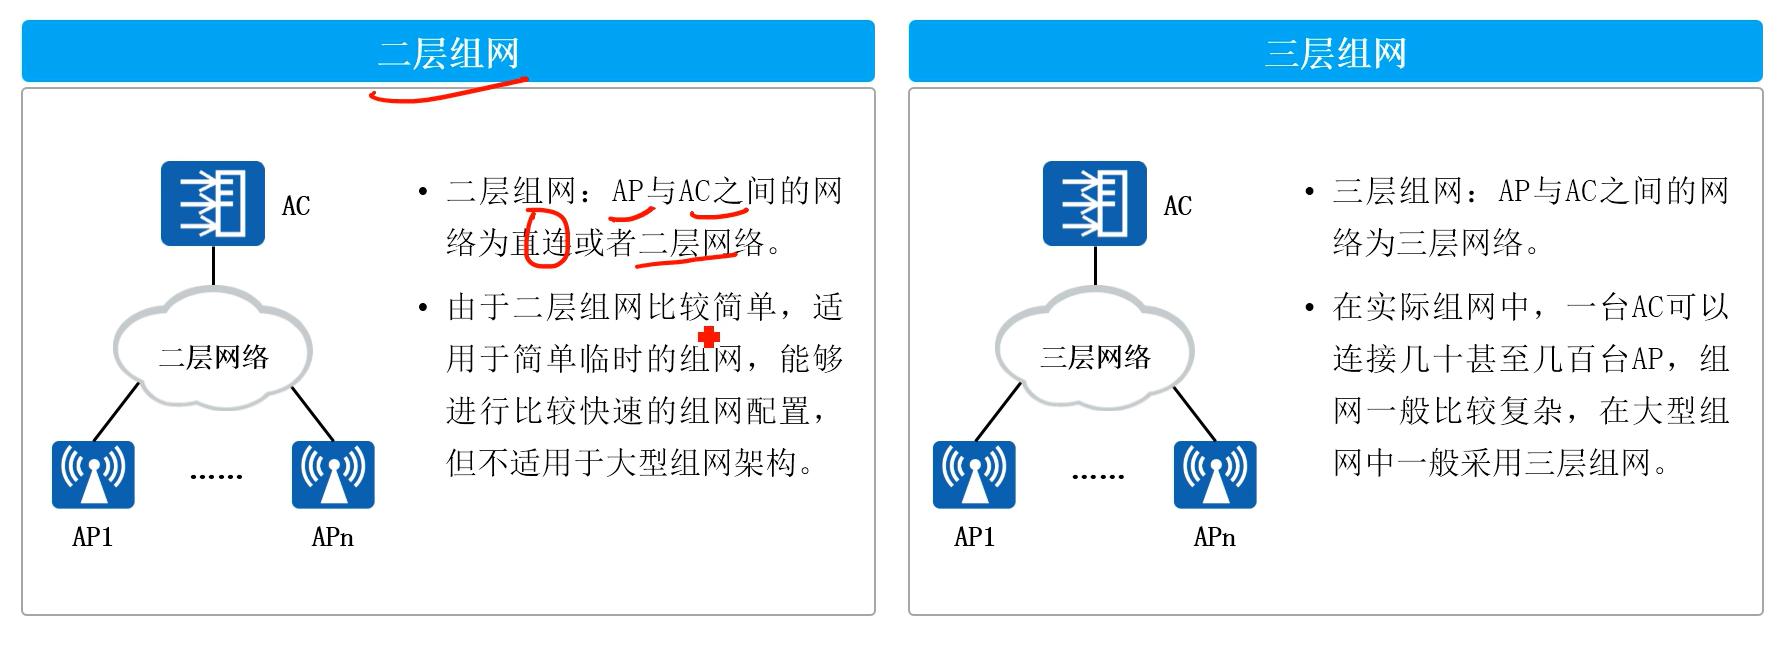 二层组网
AC
二层网络
......
AP1
APn
• 二层组网：AP与AC之间的网
络为直连或者二层网络。
• 由于二层组网比较简单，适
用于简单临时的组网，能够
进行比较快速的组网配置，
但不适用于大型组网架构。
三层组网
AC
三层网络
......
AP1
APn
• 三层组网：AP与AC之间的网
络为三层网络。
• 在实际组网中，一台AC可以
连接几十甚至几百台AP，组
网一般比较复杂，在大型组
网中一般采用三层组网。